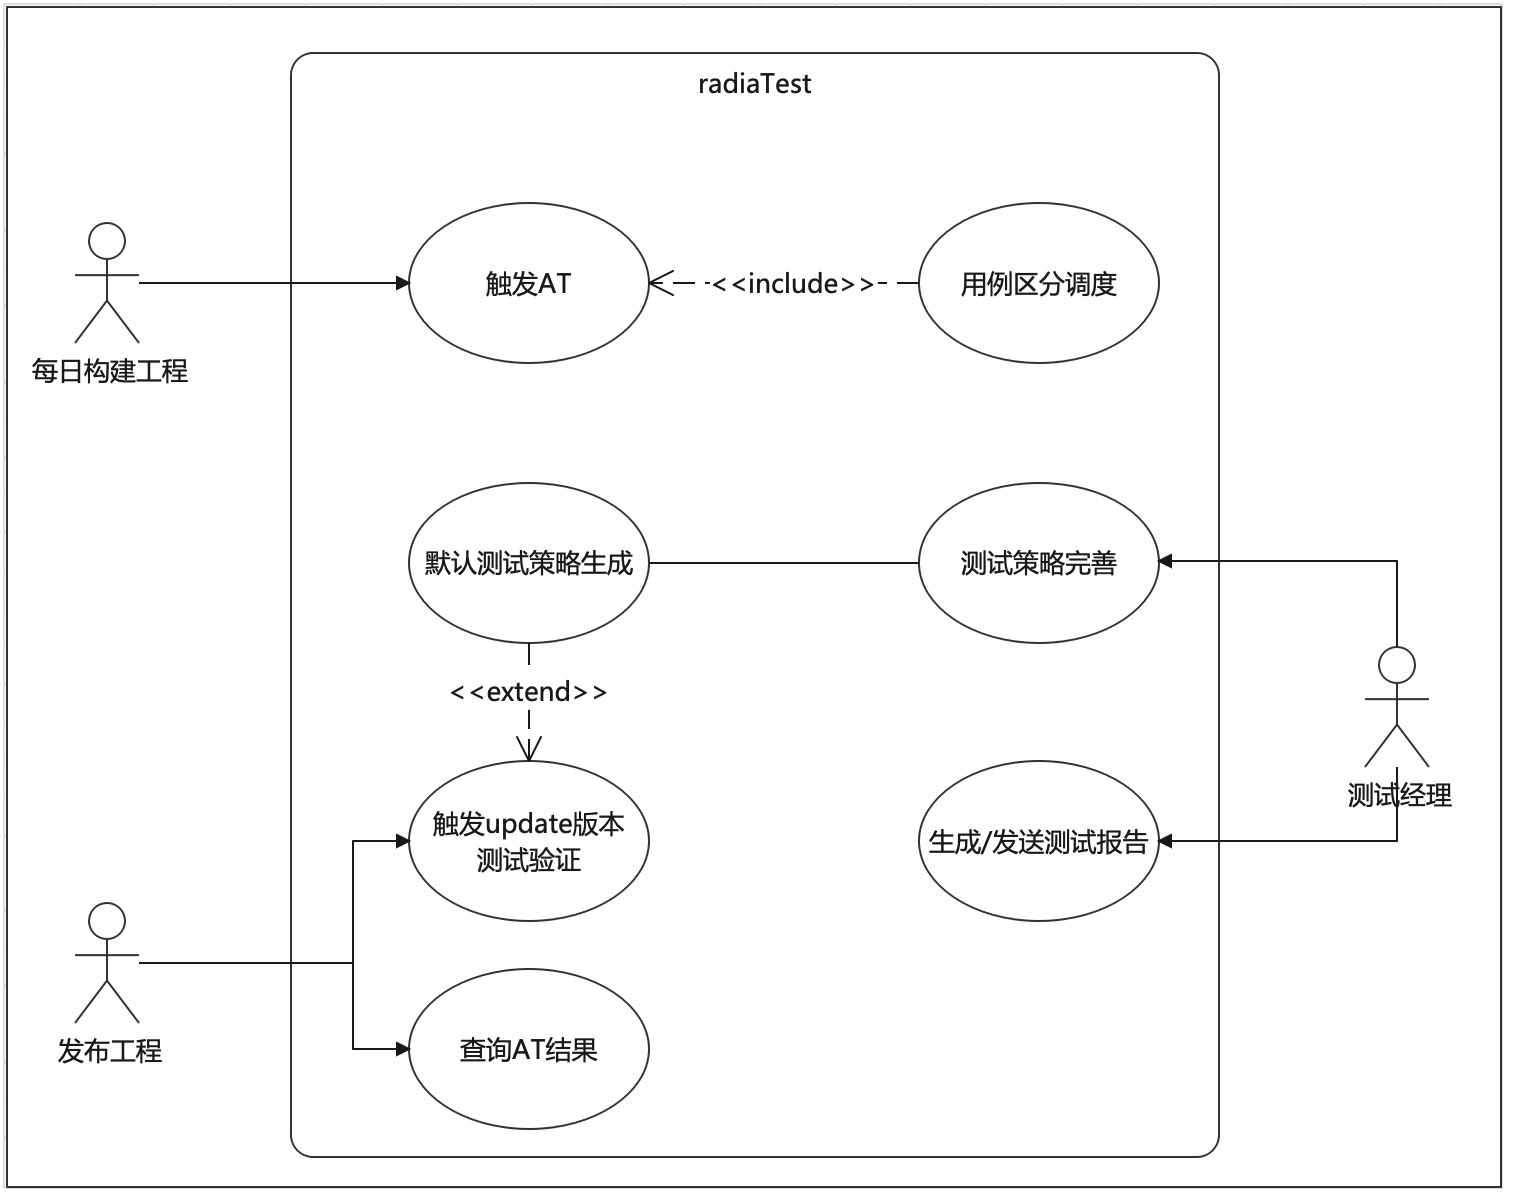 radiaTest
触发AT
<<include>>
用例区分调度
每日构建工程
默认测试策略生成
测试策略完善
<<extend>>
测试经理
触发update版本
测试验证
生成/发送测试报告
发布工程
查询AT结果